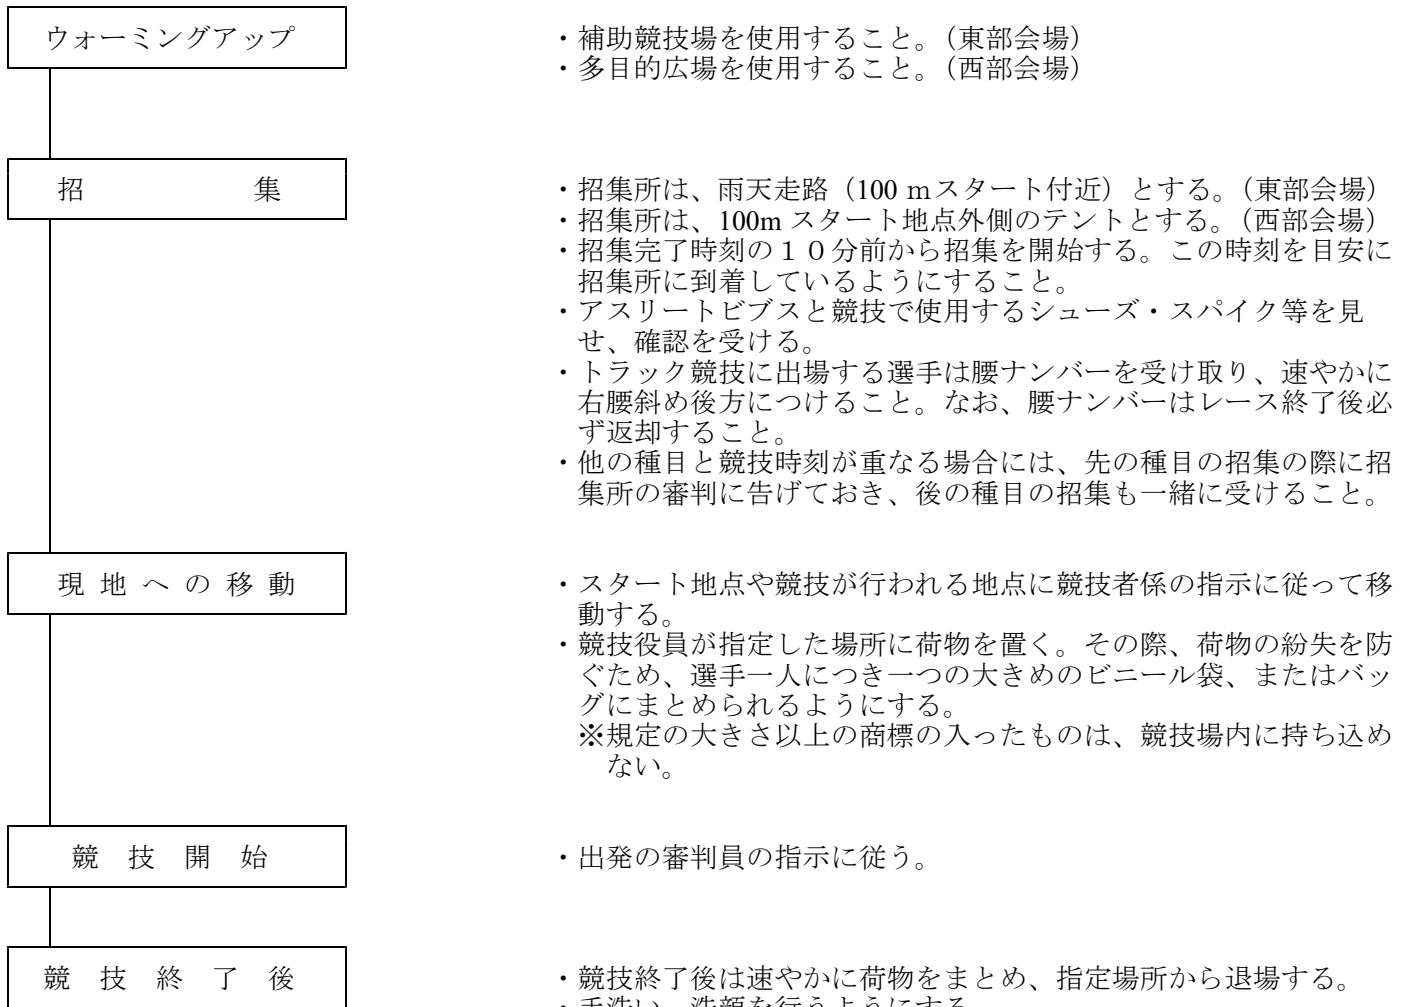 ウォーミングアップ
・補助競技場を使用すること。（東部会場）
・多目的広場を使用すること。（西部会場）
招　　　　　　集
・招集所は、雨天走路（100 ｍスタート付近）とする。（東部会場）
・招集所は、100m スタート地点外側のテントとする。（西部会場）
・招集完了時刻の１０分前から招集を開始する。この時刻を目安に
招集所に到着しているようにすること。
・アスリートビブスと競技で使用するシューズ・スパイク等を見
せ、確認を受ける。
・トラック競技に出場する選手は腰ナンバーを受け取り、速やかに
右腰斜め後方につけること。なお、腰ナンバーはレース終了後必
ず返却すること。
・他の種目と競技時刻が重なる場合には、先の種目の招集の際に招
集所の審判に告げておき、後の種目の招集も一緒に受けること。
現 地 へ の 移 動
・スタート地点や競技が行われる地点に競技者係の指示に従って移
動する。
・競技役員が指定した場所に荷物を置く。その際、荷物の紛失を防
ぐため、選手一人につき一つの大きめのビニール袋、またはバッ
グにまとめられるようにする。
※規定の大きさ以上の商標の入ったものは、競技場内に持ち込め
ない。
競　技　開　始
・出発の審判員の指示に従う。
競　技　終　了　後
・競技終了後は速やかに荷物をまとめ、指定場所から退場する。
・手洗い、洗顔を行うようにする